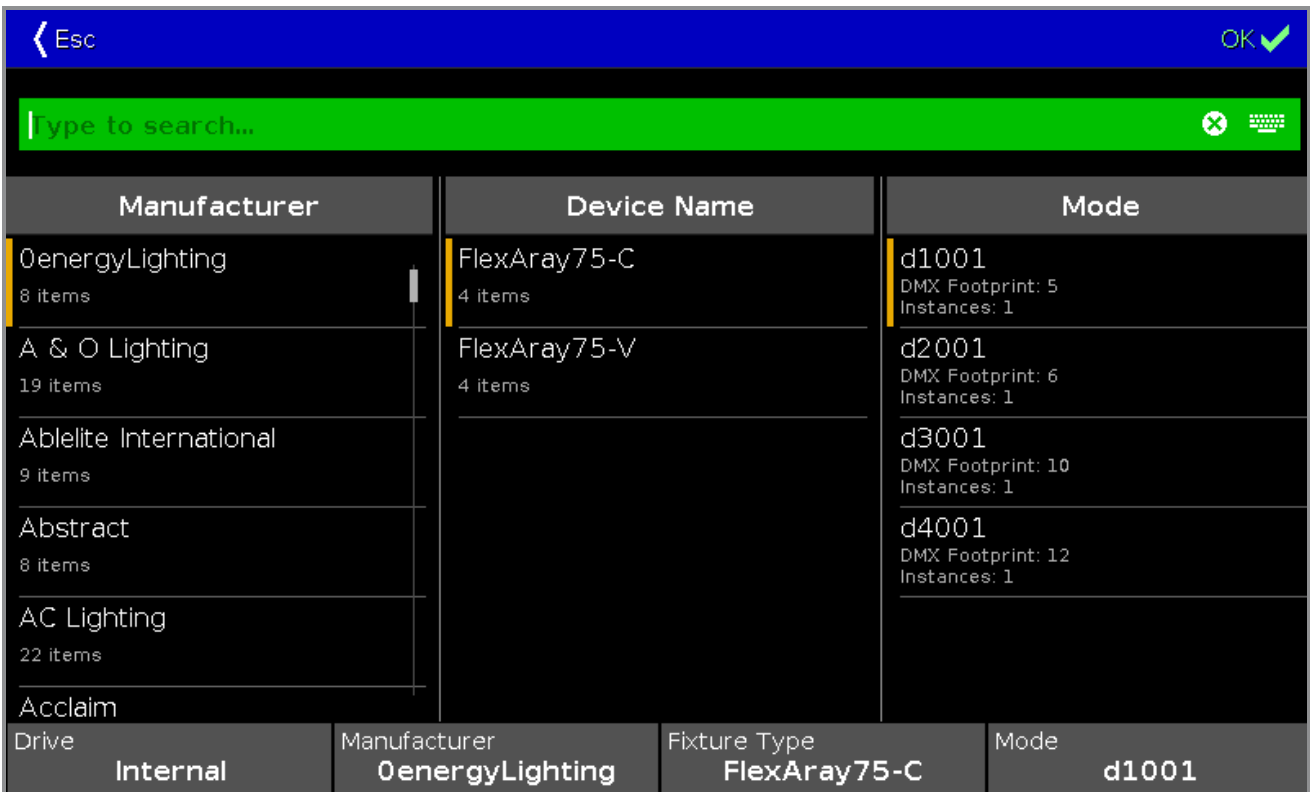 Esc
OK
Type to search...
Manufacturer
Device Name
Mode
0energyLighting
8 items
A & O Lighting
19 items
Ablelite International
9 items
Abstract
8 items
AC Lighting
22 items
Acclaim
FlexAray75-C
4 items
FlexAray75-V
4 items
d1001
DMX Footprint: 5
Instances: 1
d2001
DMX Footprint: 6
Instances: 1
d3001
DMX Footprint: 10
Instances: 1
d4001
DMX Footprint: 12
Instances: 1
Drive
Internal
Manufacturer
0energyLighting
Fixture Type
FlexAray75-C
Mode
d1001